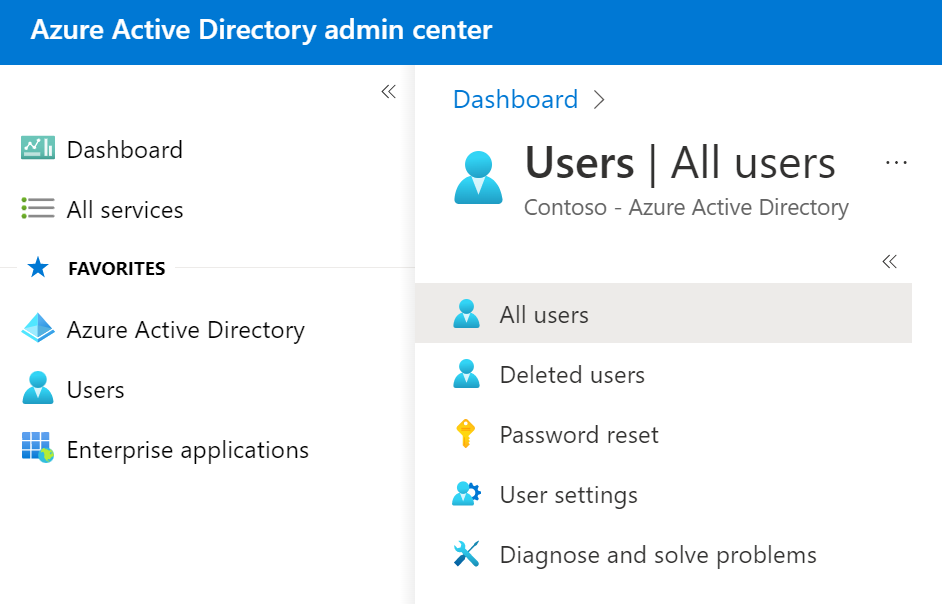 Azure Active Directory admin center
Dashboard
All services
FAVORITES
Azure Active Directory
Users
Enterprise applications
Dashboard
Users | All users
Contoso - Azure Active Directory
All users
Deleted users
Password reset
User settings
Diagnose and solve problems